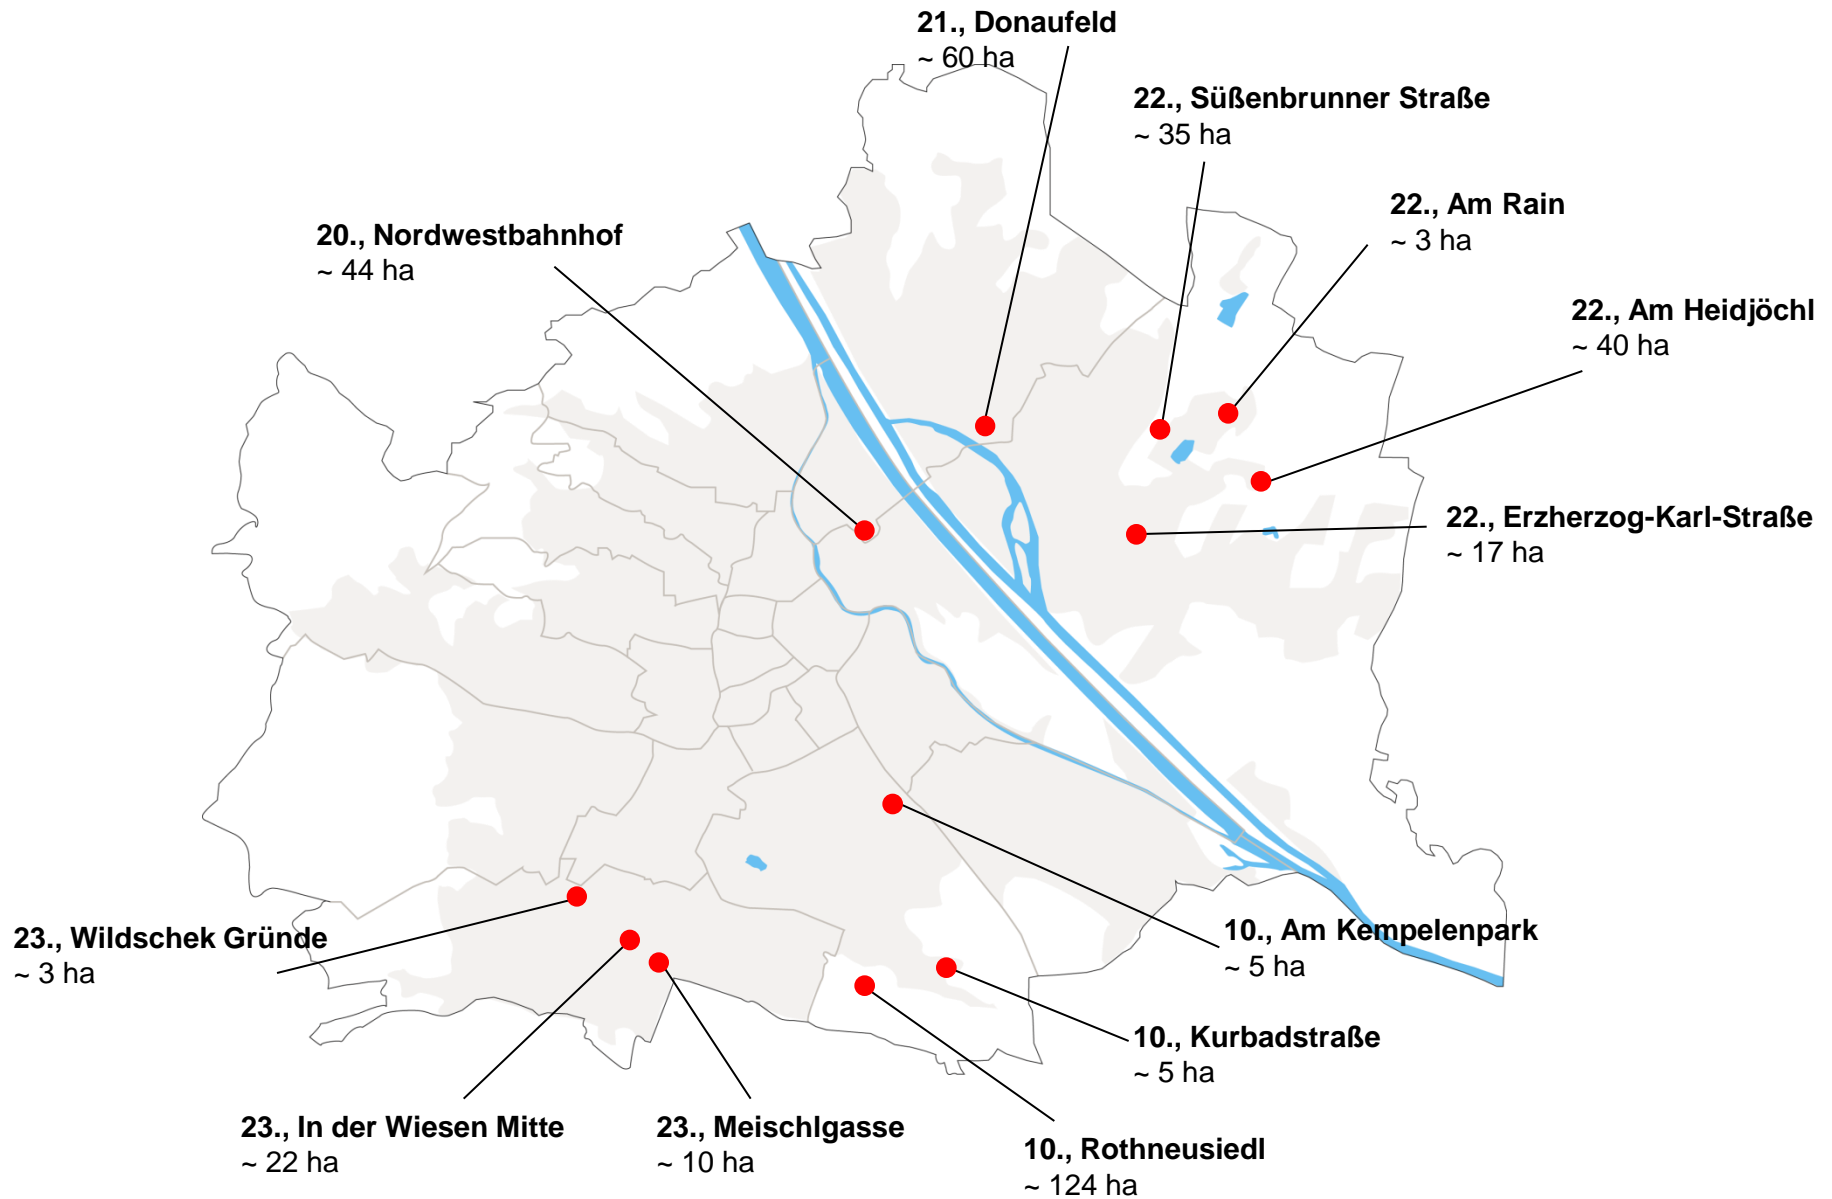 21., Donaufeld
~ 60 ha
22., Süßenbrunner Straße
~ 35 ha
22., Am Rain
~ 3 ha
20., Nordwestbahnhof
~ 44 ha
22., Am Heidjöchl
~ 40 ha
22., Erzherzog-Karl-Straße
~ 17 ha
23., Wildschek Gründe
~ 3 ha
10., Am Kempelenpark
~ 5 ha
10., Kurbadstraße
~ 5 ha
23., In der Wiesen Mitte
~ 22 ha
23., Meischlgasse
~ 10 ha
10., Rothneusiedl
~ 124 ha